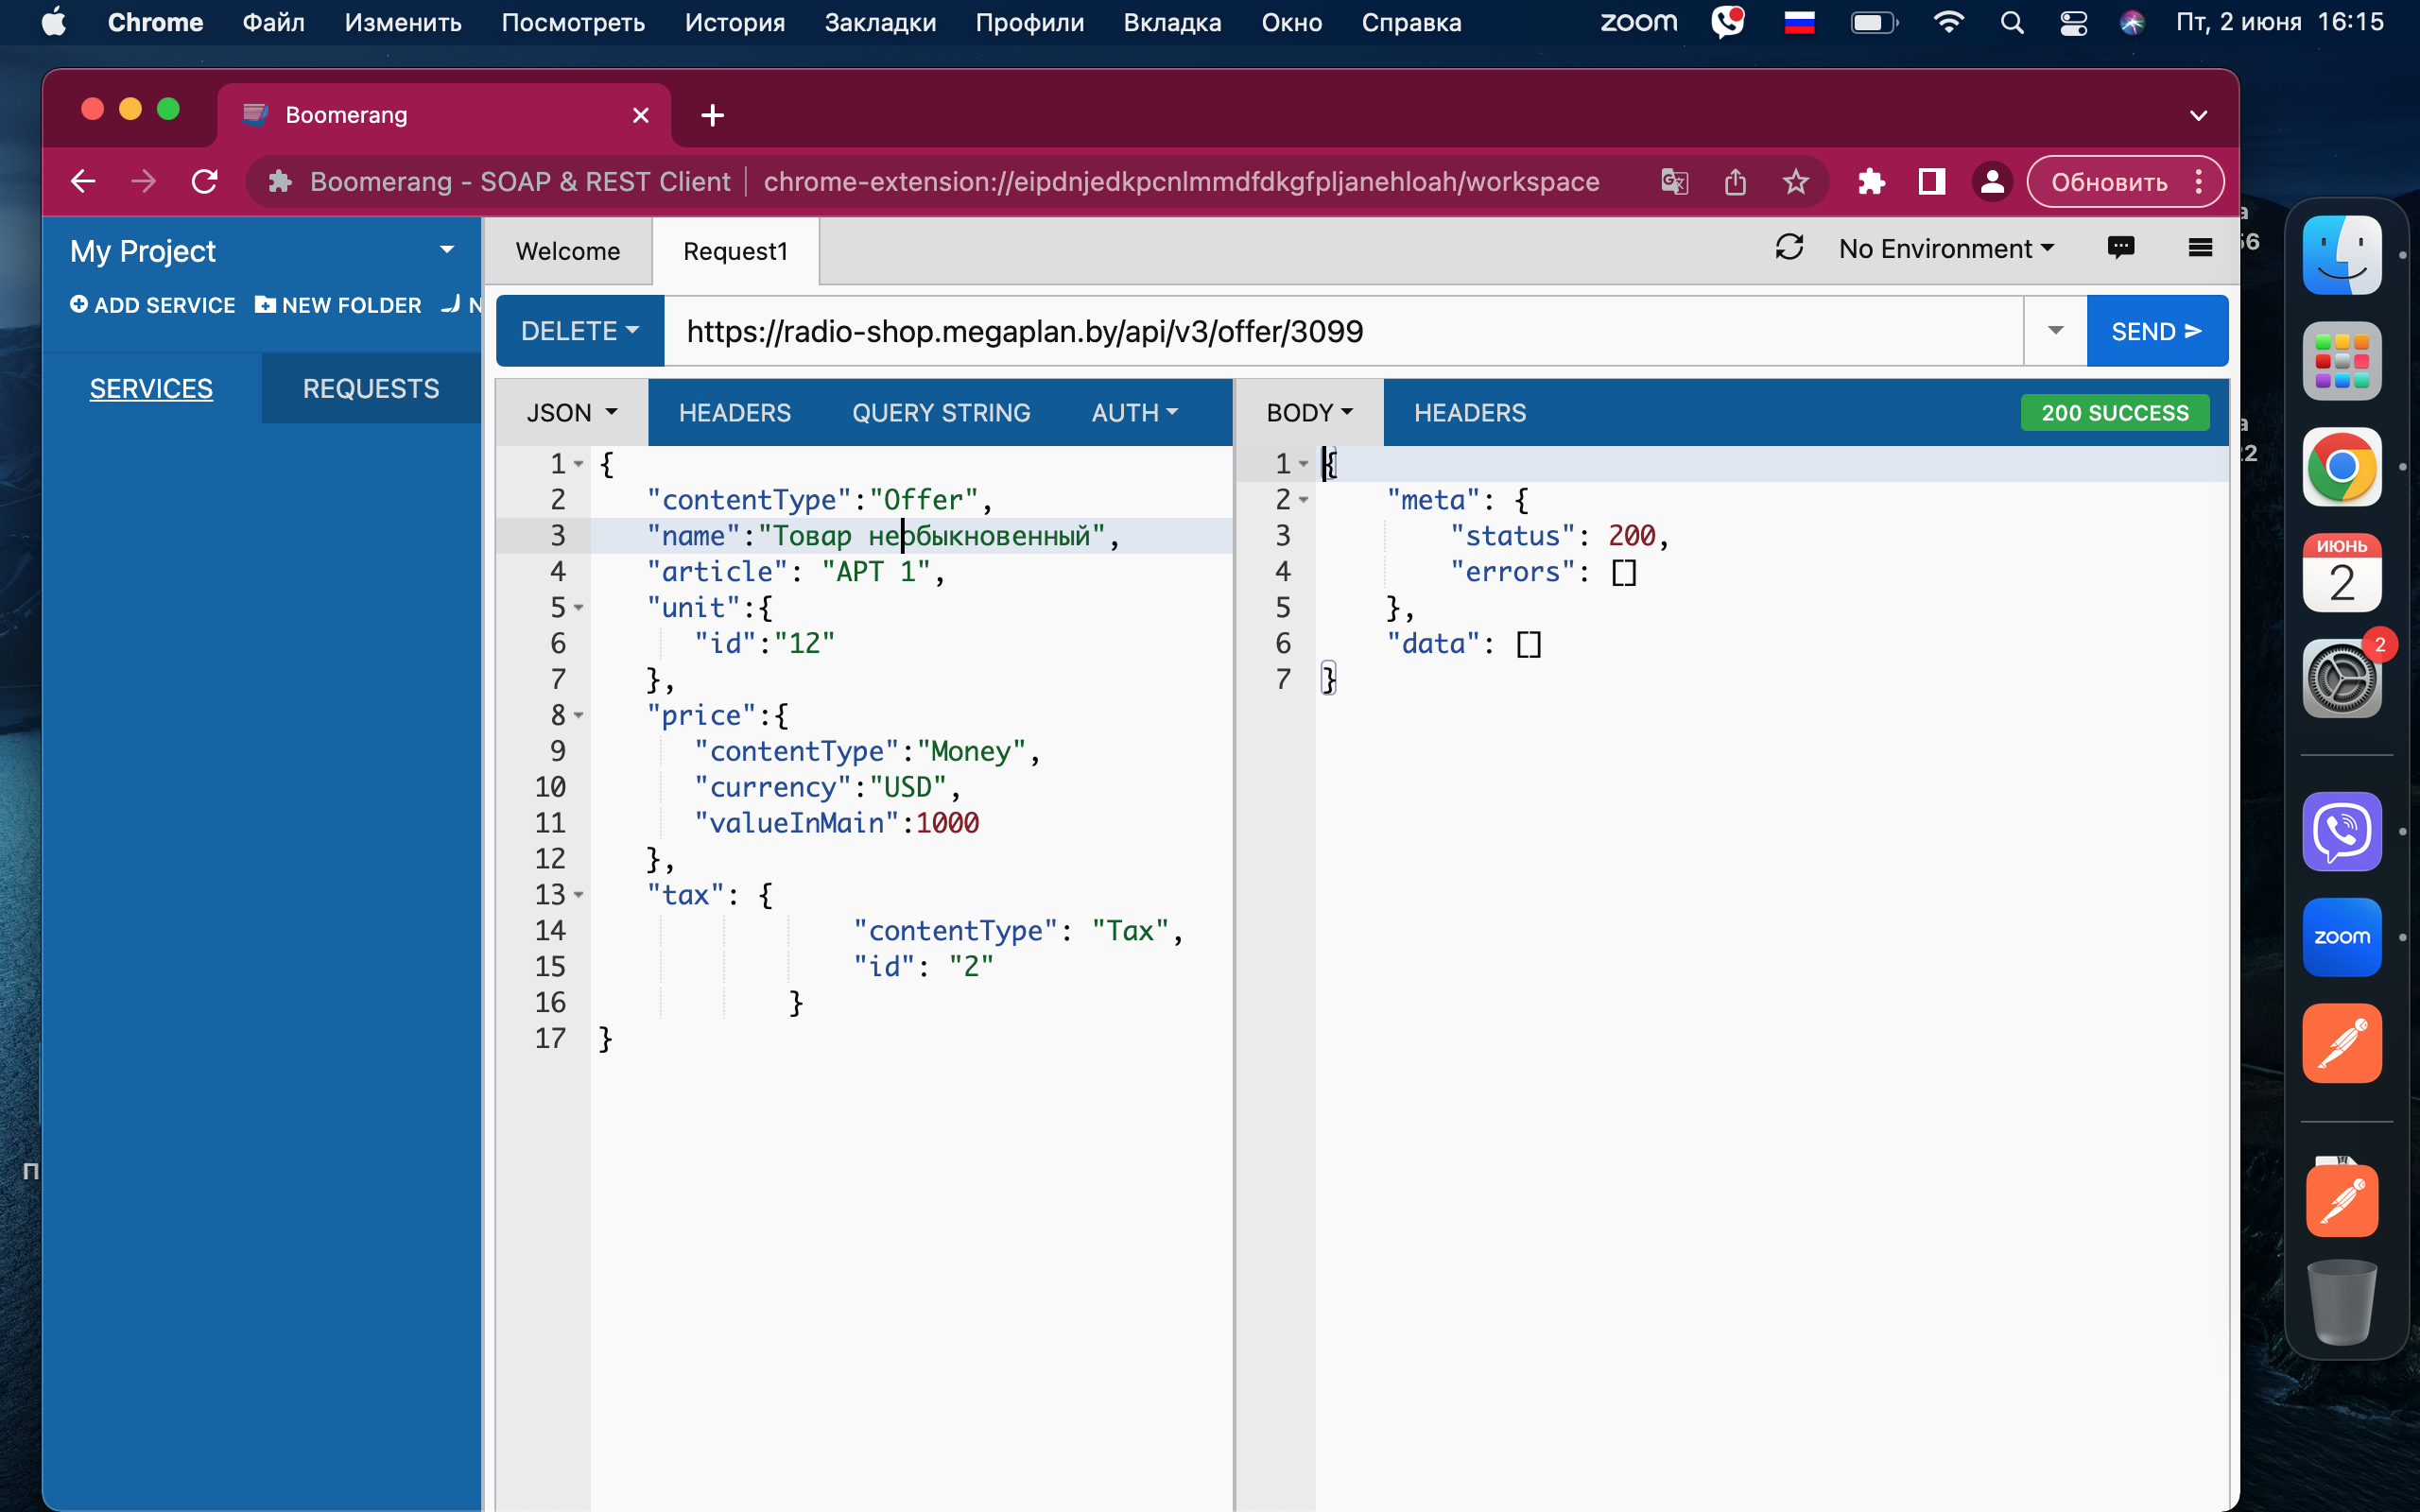 Chrome Файл Изменить Посмотреть История Закладки Профили Вкладка Окно Справка zoom Пт, 2 июня 16:15
Boomerang
Boomerang - SOAP & REST Client chrome-extension://eipdnjedkpcnlmmdfdkgfpljanehloah/workspace Обновить
My Project
Welcome Request1 No Environment
ADD SERVICE NEW FOLDER N
DELETE https://radio-shop.megaplan.by/api/v3/offer/3099 SEND
SERVICES REQUESTS
JSON HEADERS QUERY STRING AUTH
1 {
2 "contentType":"Offer",
3 "name":"Товар необыкновенный",
4 "article": "АРТ 1",
5 "unit":{
6 "id":"12"
7 },
8 "price":{
9 "contentType":"Money",
10 "currency":"USD",
11 "valueInMain":1000
12 },
13 "tax": {
14 "contentType": "Tax",
15 "id": "2"
16 }
17 }
BODY HEADERS 200 SUCCESS
1 {
2 "meta": {
3 "status": 200,
4 "errors": []
5 },
6 "data": []
7 }
ИЮНЬ
2
2
zoom